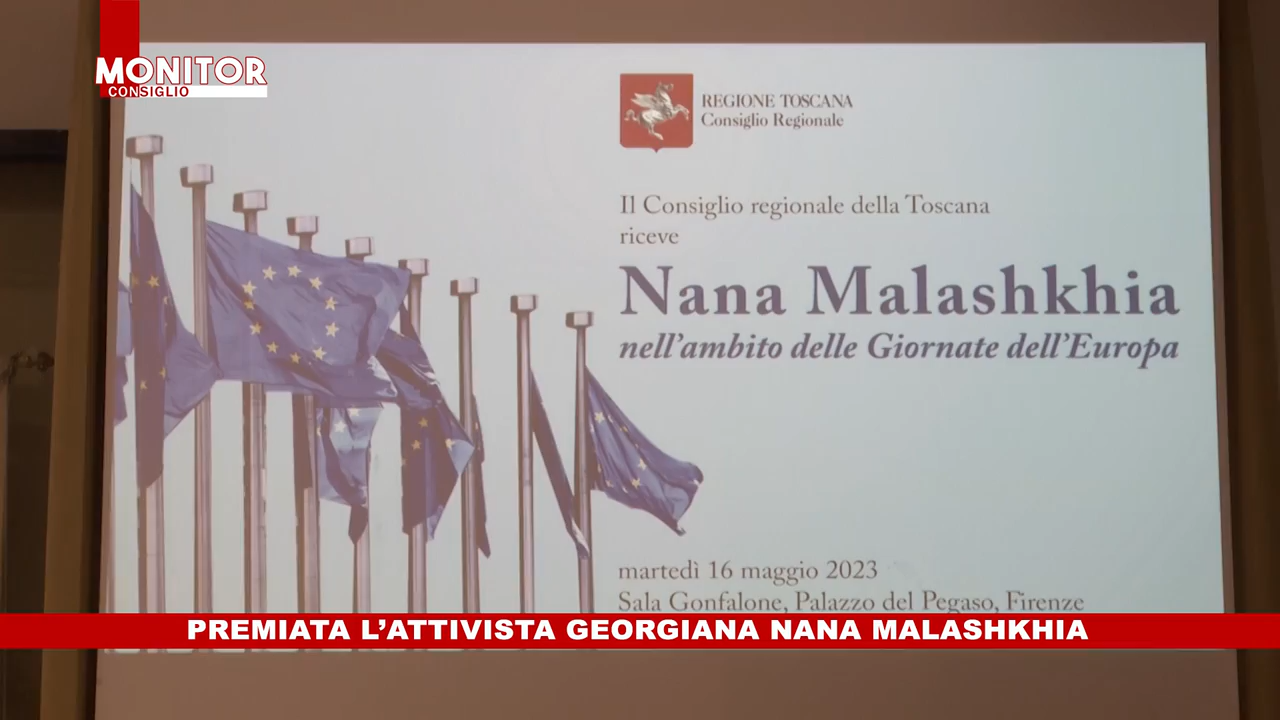 MONITOR
CONSIGLIO
REGIONE TOSCANA
Consiglio Regionale
Il Consiglio regionale della Toscana
riceve
Nana Malashkhia
nell'ambito delle Giornate dell'Europa
martedì 16 maggio 2023
Sala Gonfalone, Palazzo del Pegaso, Firenze
PREMIATA L'ATTIVISTA GEORGIANA NANA MALASHKHIA